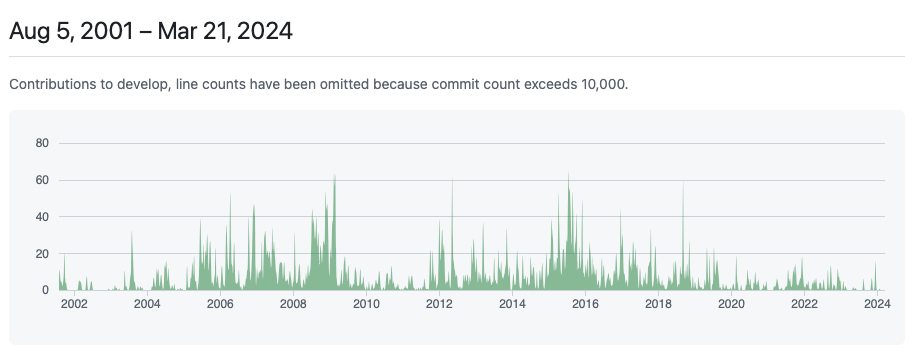 Aug 5, 2001 – Mar 21, 2024
Contributions to develop, line counts have been omitted because commit count exceeds 10,000.
80
60
40
20
0
2002 2004 2006 2008 2010 2012 2014 2016 2018 2020 2022 2024